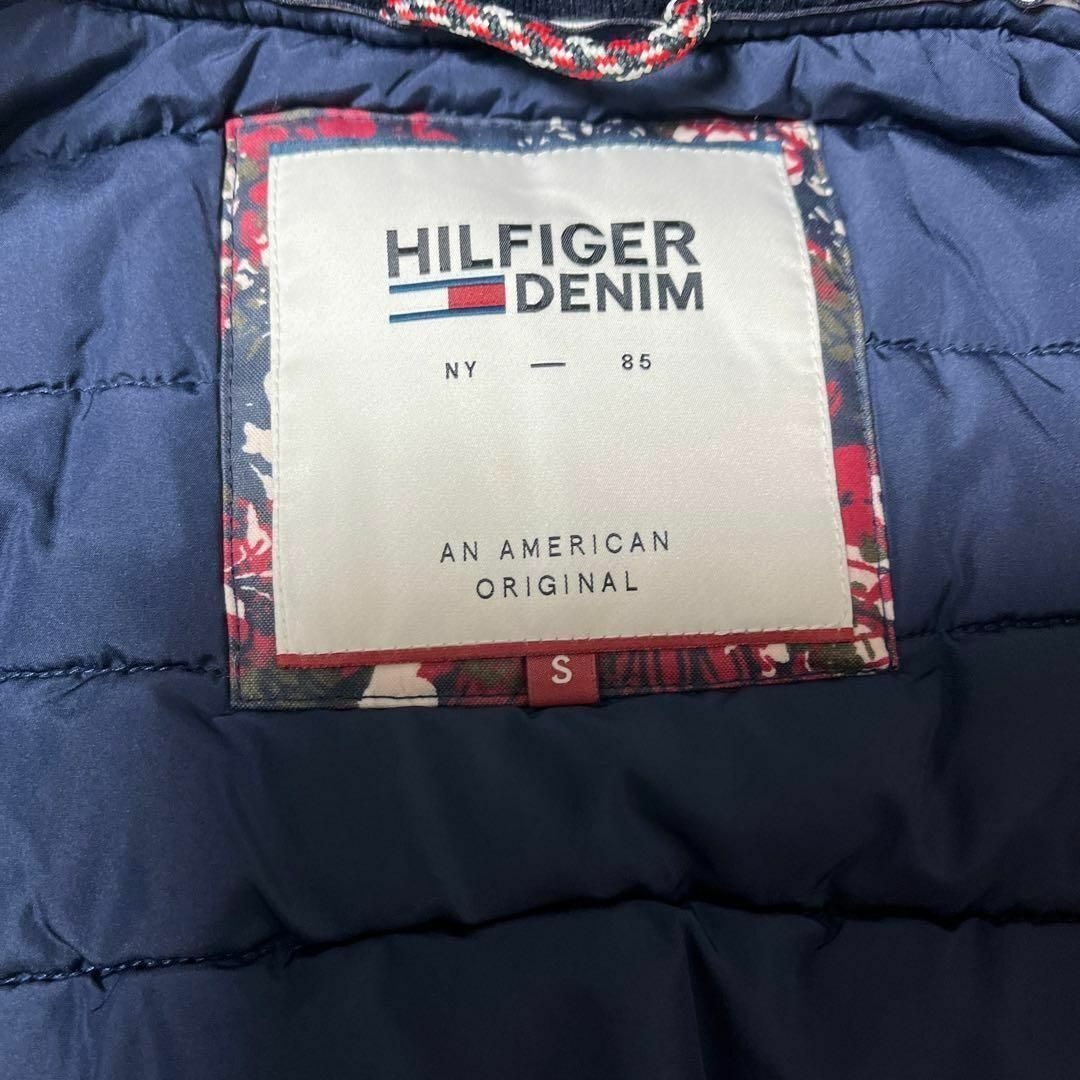 HILFIGER
DENIM
NY — 85
AN AMERICAN
ORIGINAL
S